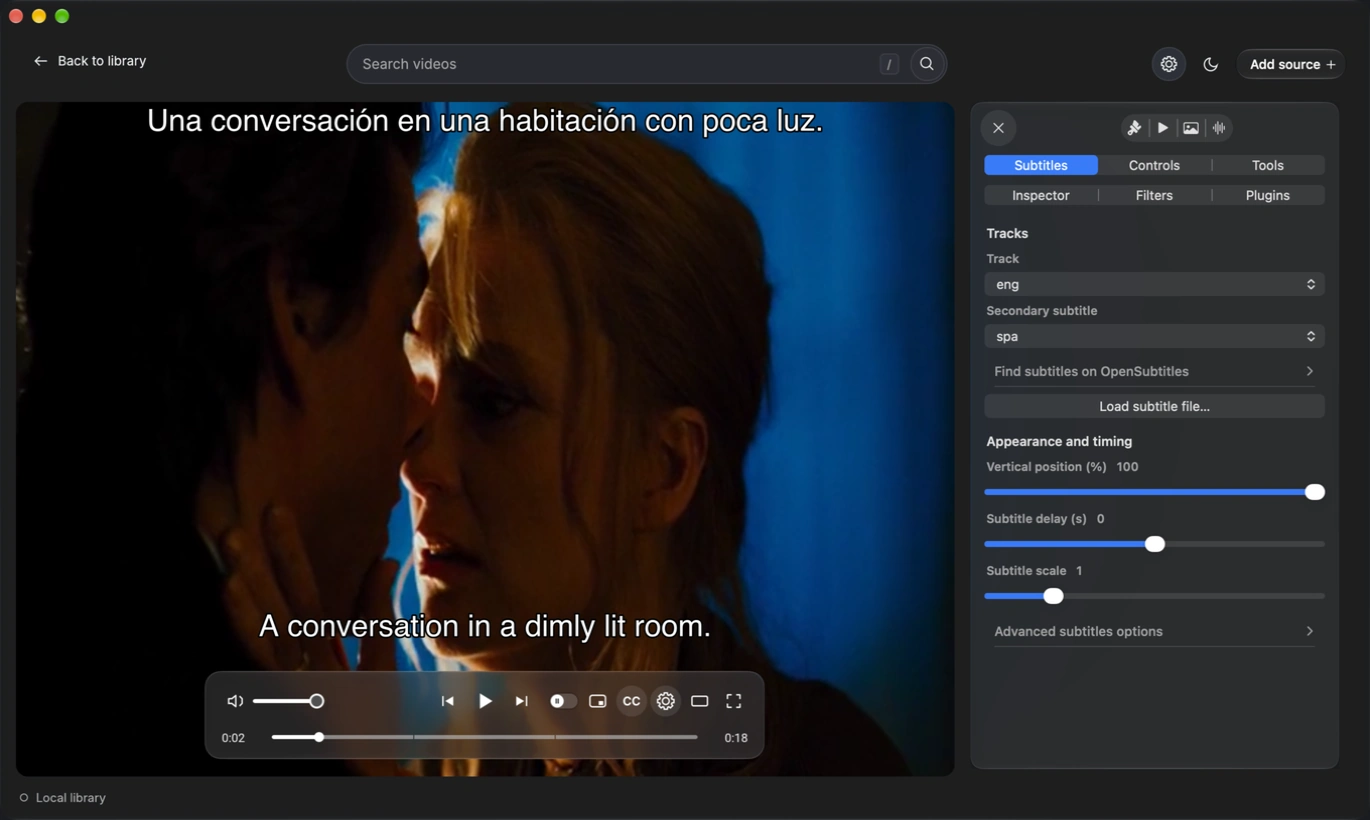 Back to library
Search videos
/
Add source +
Una conversación en una habitación con poca luz.
A conversation in a dimly lit room.
CC
0:02
0:18
Subtitles
Controls
Tools
Inspector
Filters
Plugins
Tracks
Track
eng
Secondary subtitle
spa
Find subtitles on OpenSubtitles
Load subtitle file...
Appearance and timing
Vertical position (%) 100
Subtitle delay (s) 0
Subtitle scale 1
Advanced subtitles options
Local library